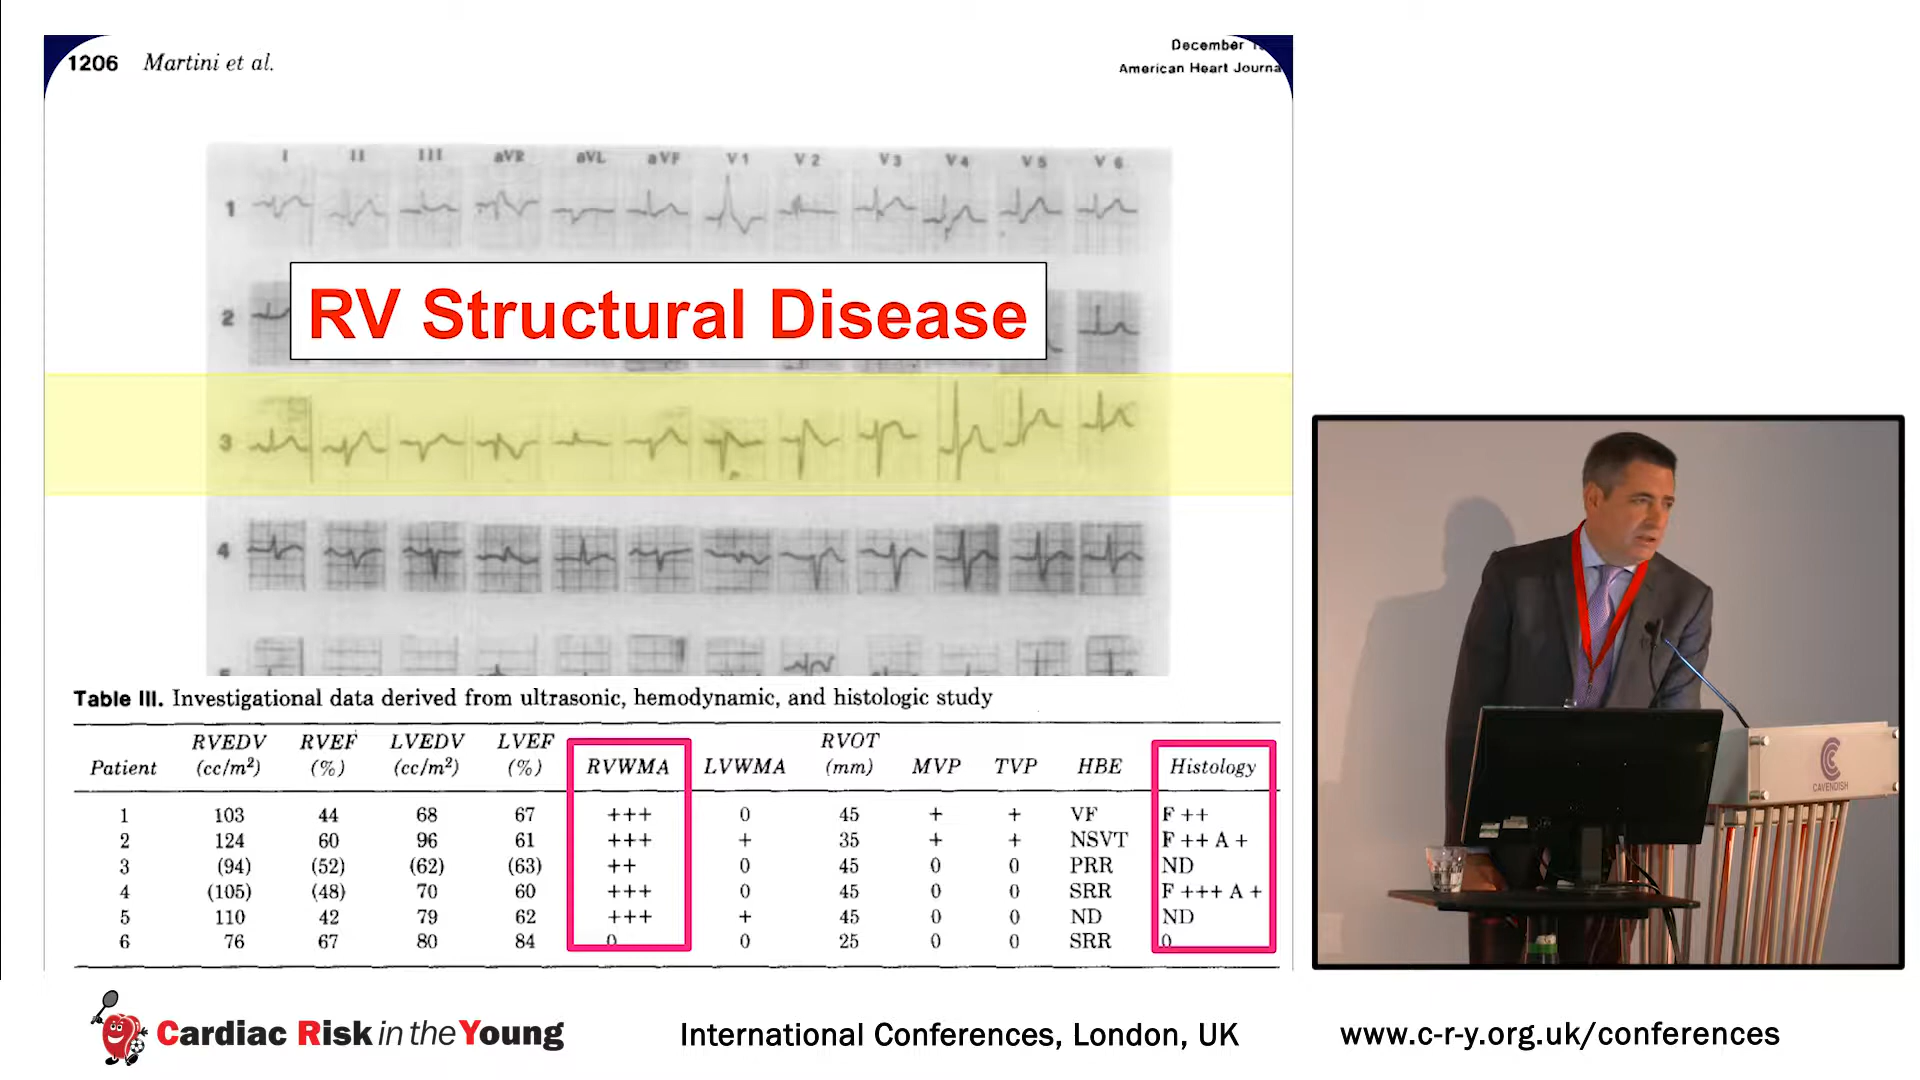 1206 Martini et al.
December
American Heart Journa
I II III aVR aVL aVF V1 V2 V3 V4 V5 V6
1
RV Structural Disease
2
3
4
Table III. Investigational data derived from ultrasonic, hemodynamic, and histologic study
Patient RVEDV (cc/m²) RVEF (%) LVEDV (cc/m²) LVEF (%) RVWMA LVWMA RVOT (mm) MVP TVP HBE Histology
1 103 44 68 67 +++ 0 45 + + VF F ++
2 124 60 96 61 +++ + 35 + + NSVT F ++ A +
3 (94) (52) (62) (63) ++ 0 45 0 0 PRR ND
4 (105) (48) 70 60 +++ 0 45 0 0 SRR F +++ A +
5 110 42 79 62 +++ + 45 0 0 ND ND
6 76 67 80 84 0 0 25 0 0 SRR 0
CAVENDISH
Cardiac Risk in the Young
International Conferences, London, UK
www.c-r-y.org.uk/conferences